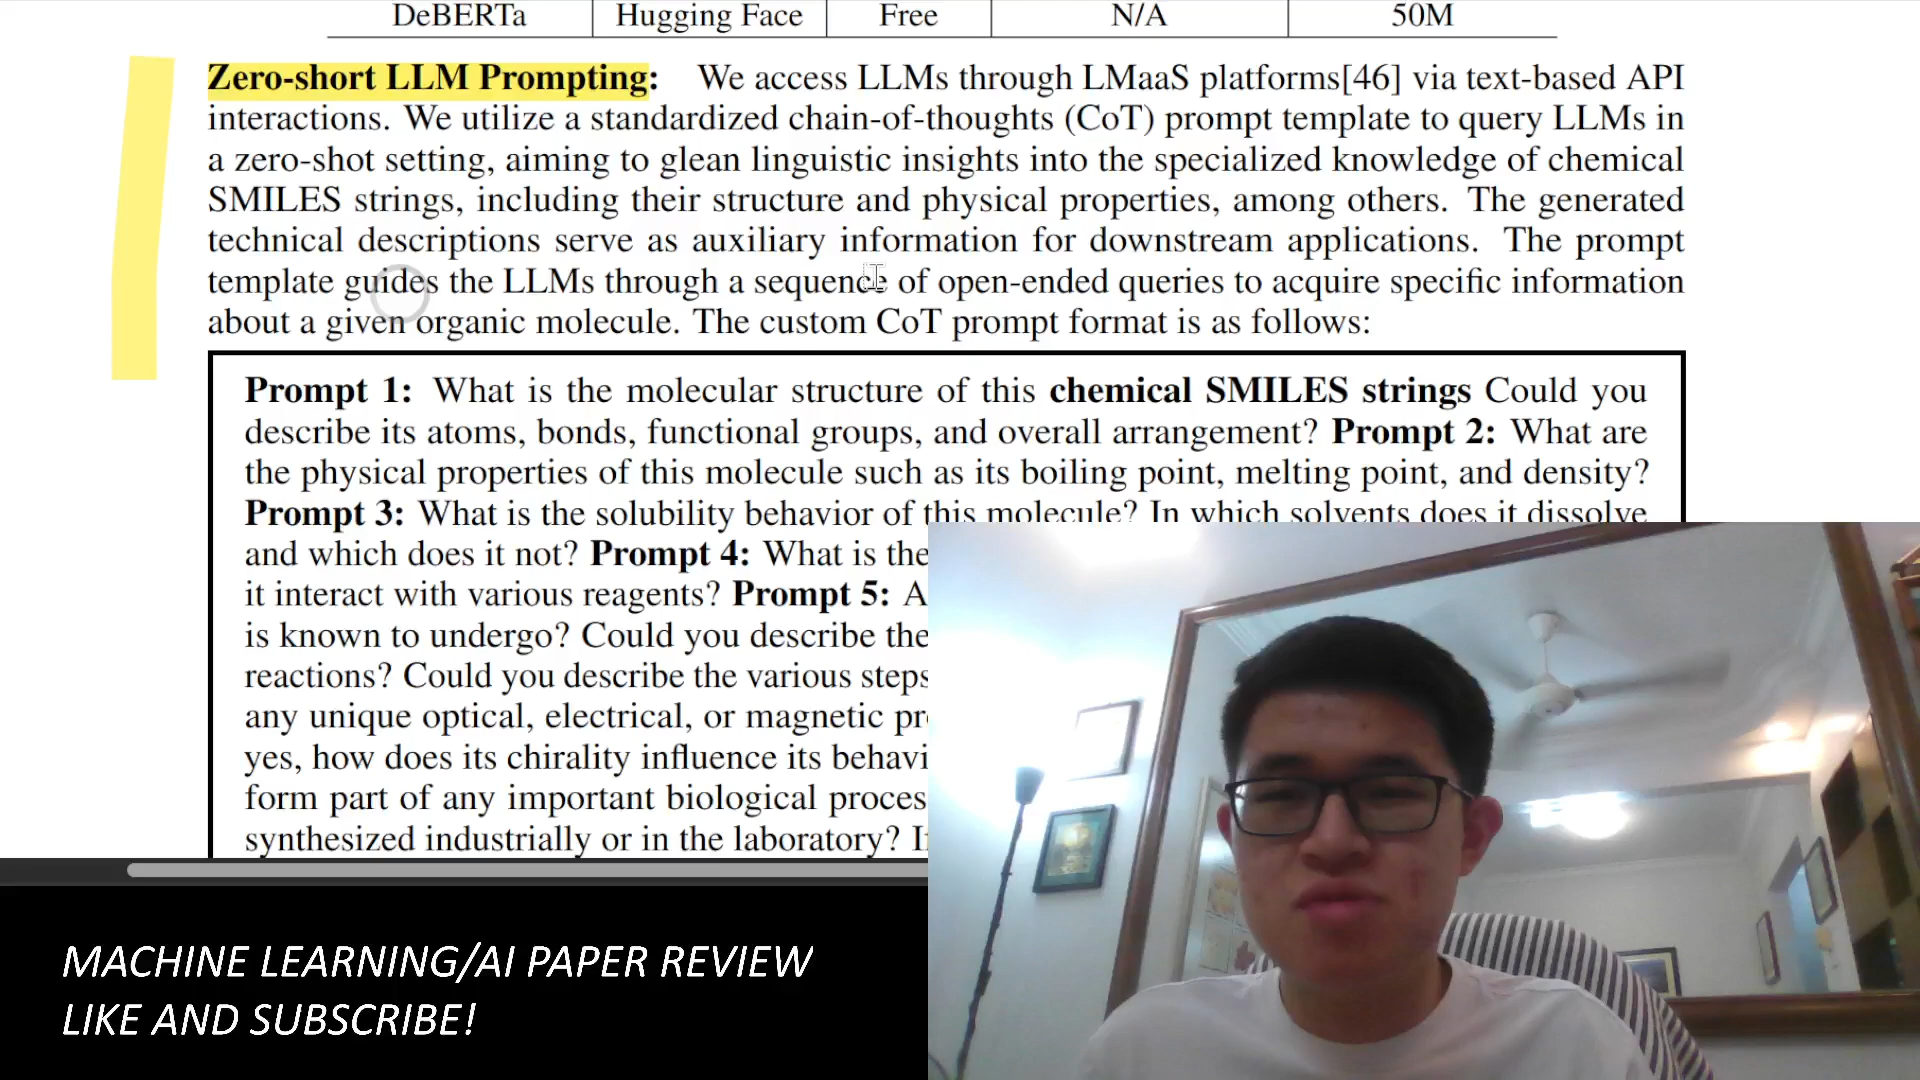 DeBERTa Hugging Face Free N/A 50M
Zero-short LLM Prompting: We access LLMs through LMaaS platforms[46] via text-based API
interactions. We utilize a standardized chain-of-thoughts (CoT) prompt template to query LLMs in
a zero-shot setting, aiming to glean linguistic insights into the specialized knowledge of chemical
SMILES strings, including their structure and physical properties, among others. The generated
technical descriptions serve as auxiliary information for downstream applications. The prompt
template guides the LLMs through a sequence of open-ended queries to acquire specific information
about a given organic molecule. The custom CoT prompt format is as follows:
Prompt 1: What is the molecular structure of this chemical SMILES strings Could you
describe its atoms, bonds, functional groups, and overall arrangement? Prompt 2: What are
the physical properties of this molecule such as its boiling point, melting point, and density?
Prompt 3: What is the solubility behavior of this molecule? In which solvents does it dissolve
and which does it not? Prompt 4: What is the
it interact with various reagents? Prompt 5: A
is known to undergo? Could you describe the
reactions? Could you describe the various steps
any unique optical, electrical, or magnetic
yes, how does its chirality influence its
form part of any important biological
synthesized industrially or in the laboratory?
MACHINE LEARNING/AI PAPER REVIEW
LIKE AND SUBSCRIBE!